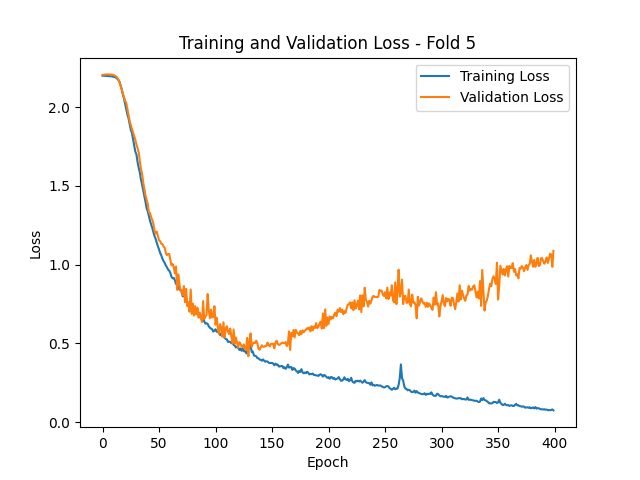 Training and Validation Loss - Fold 5
Training Loss
Validation Loss
2.0
1.5
1.0
0.5
0.0
Loss
0 50 100 150 200 250 300 350 400
Epoch